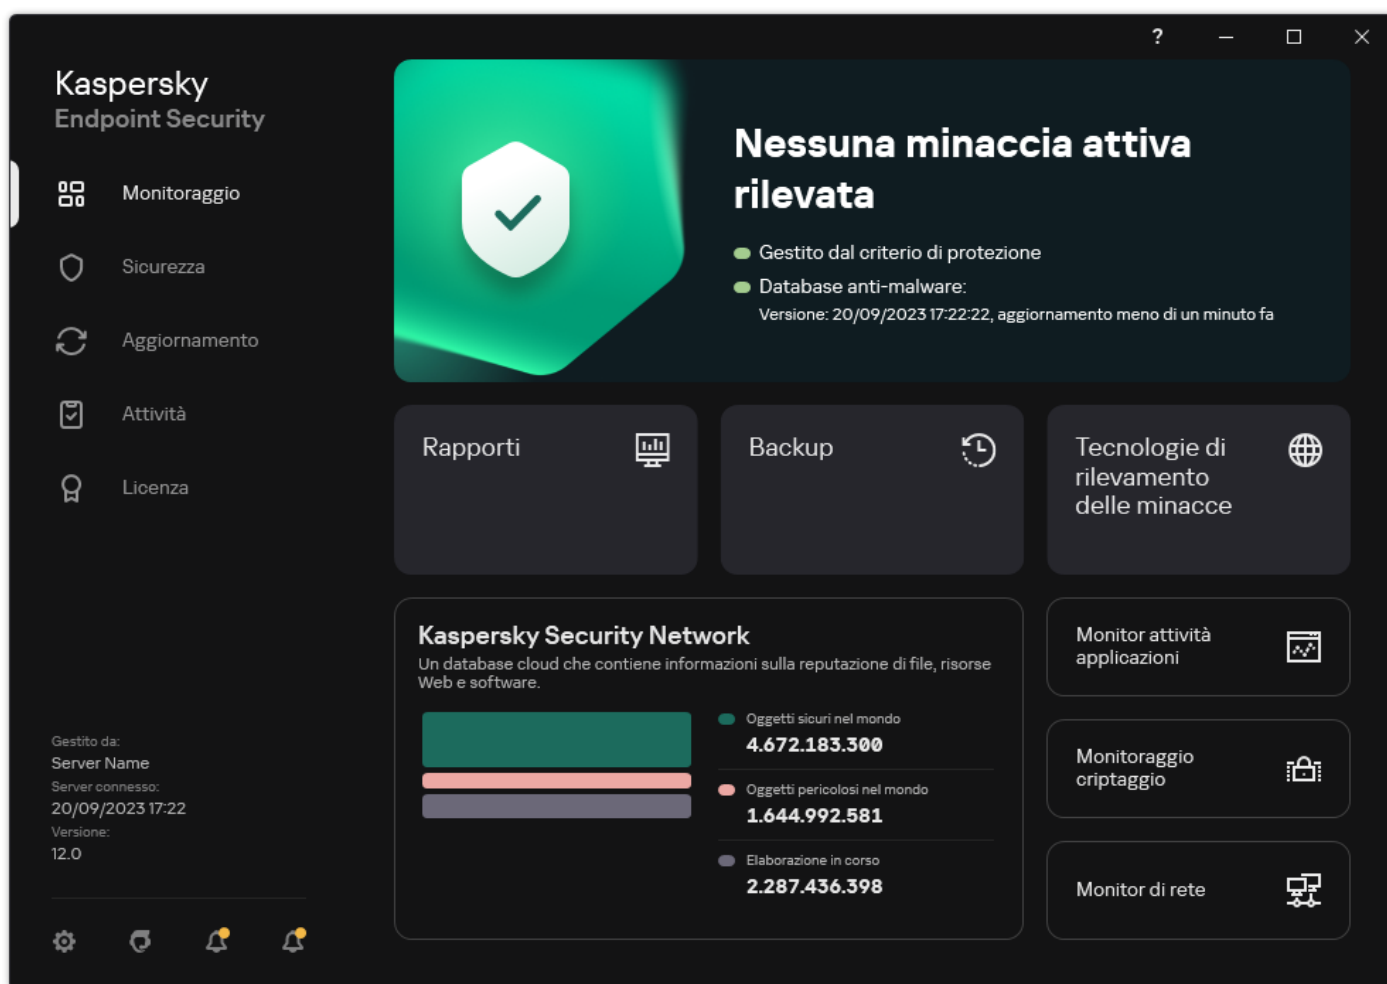 ?
Kaspersky
Endpoint Security
Monitoraggio
Sicurezza
Aggiornamento
Attività
Licenza
Gestito da:
Server Name
Server connesso:
20/09/2023 17:22
Versione:
12.0
Nessuna minaccia attiva
rilevata
Gestito dal criterio di protezione
Database anti-malware:
Versione: 20/09/2023 17:22:22, aggiornamento meno di un minuto fa
Rapporti
Backup
Tecnologie di
rilevamento
delle minacce
Kaspersky Security Network
Un database cloud che contiene informazioni sulla reputazione di file, risorse
Web e software.
Oggetti sicuri nel mondo
4.672.183.300
Oggetti pericolosi nel mondo
1.644.992.581
Elaborazione in corso
2.287.436.398
Monitor attività
applicazioni
Monitoraggio
criptaggio
Monitor di rete